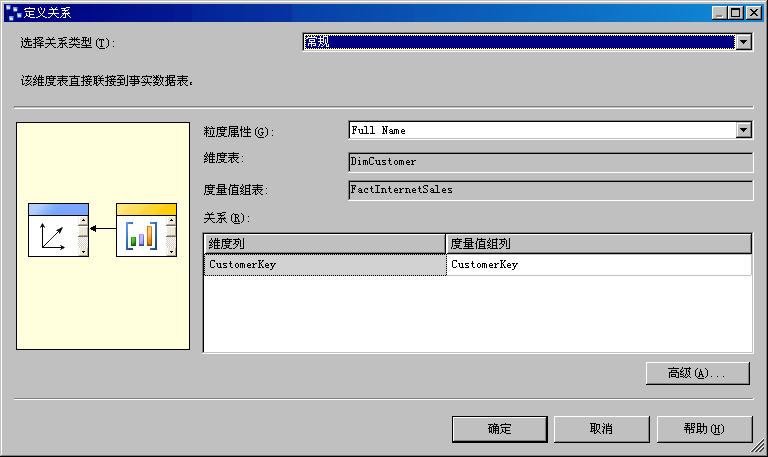 定义关系
选择关系类型(T):
常规
该维度表直接联接到事实数据表。
粒度属性(G):
Full Name
维度表:
DimCustomer
度量值组表:
FactInternetSales
关系(R):
维度列 度量值组列
CustomerKey CustomerKey
高级(A)...
确定 取消 帮助(H)